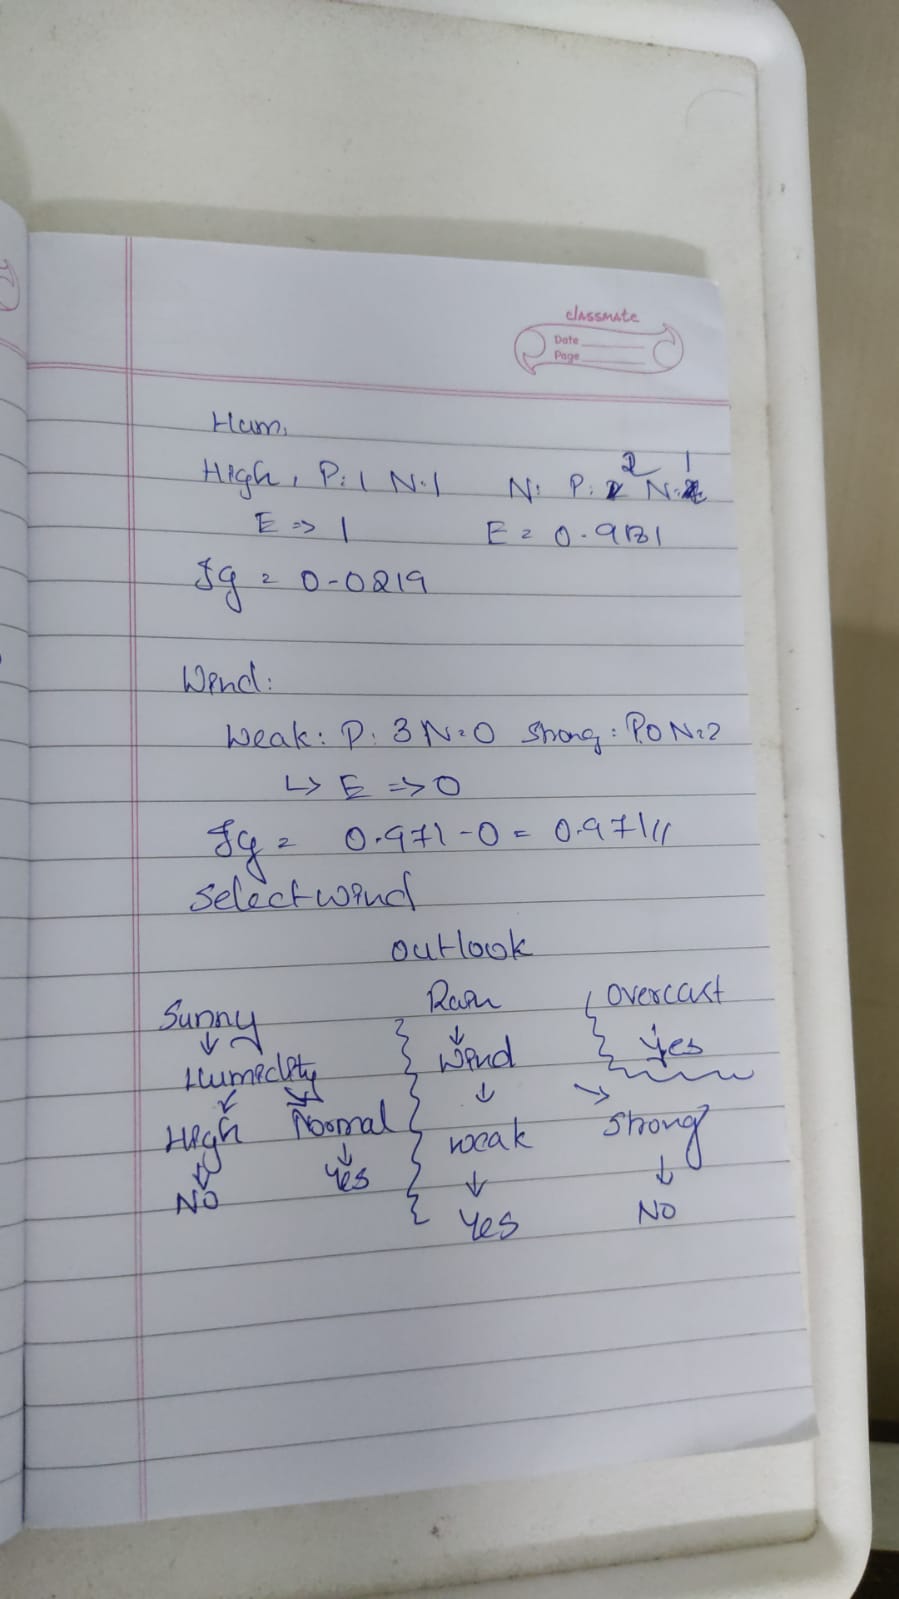 classmate
Date
Page
Hum.
High, P:1 N:1 N: P:2 N:1
E => 1 E = 0.9181
Ig = 0.0219
Wind:
Weak: P: 3 N=0 Strong: P:0 N=2
↳ E => 0
Ig = 0.971 - 0 = 0.971//
Select wind
outlook
Sunny Rain Overcast
↓ ↓ Yes
Humidity Wind
↙ ↘ ↓ ↘
High Normal weak Strong
↓ ↓ ↓ ↓
NO Yes Yes NO